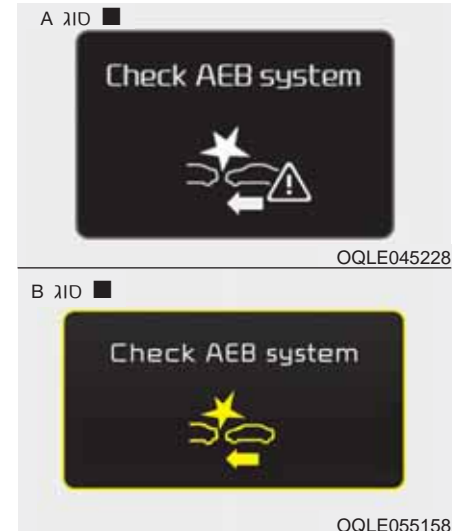 ■ סוג A
Check AEB system
OQLE045228
■ סוג B
Check AEB system
OQLE055158